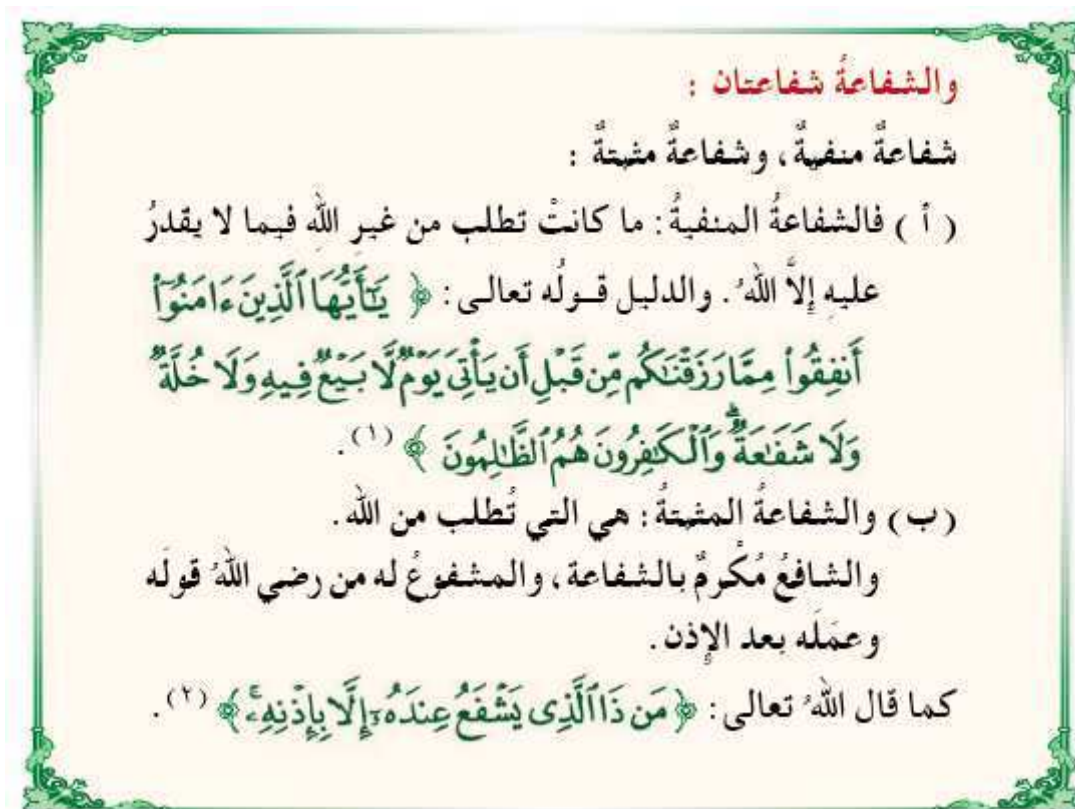 والشفاعةُ شفاعتان :
شفاعةٌ منفيةٌ، وشفاعةٌ مثبتةٌ :
( أ ) فالشفاعةُ المنفيةُ : ما كانتْ تطلب من غيرِ اللهِ فيما لا يقدرُ
عليهِ إلاَّ اللهُ. والدليل قولُه تعالى: ﴿ يَٰٓأَيُّهَا ٱلَّذِينَ ءَامَنُوٓا۟
أَنفِقُوا۟ مِمَّا رَزَقْنَٰكُم مِّن قَبْلِ أَن يَأْتِىَ يَوْمٌ لَّا بَيْعٌ فِيهِ وَلَا خُلَّةٌ
وَلَا شَفَٰعَةٌ ۗ وَٱلْكَٰفِرُونَ هُمُ ٱلظَّٰلِمُونَ ﴾ (١).
(ب) والشفاعةُ المثبتةُ : هي التي تُطلب من الله .
والشافعُ مُكْرمٌ بالشفاعة، والمشفوعُ له من رضي اللهُ قولَه
وعمَلَه بعد الإِذن .
كما قال اللهُ تعالى: ﴿ مَن ذَا ٱلَّذِى يَشْفَعُ عِندَهُۥٓ إِلَّا بِإِذْنِهِۦ ۚ ﴾ (٢).